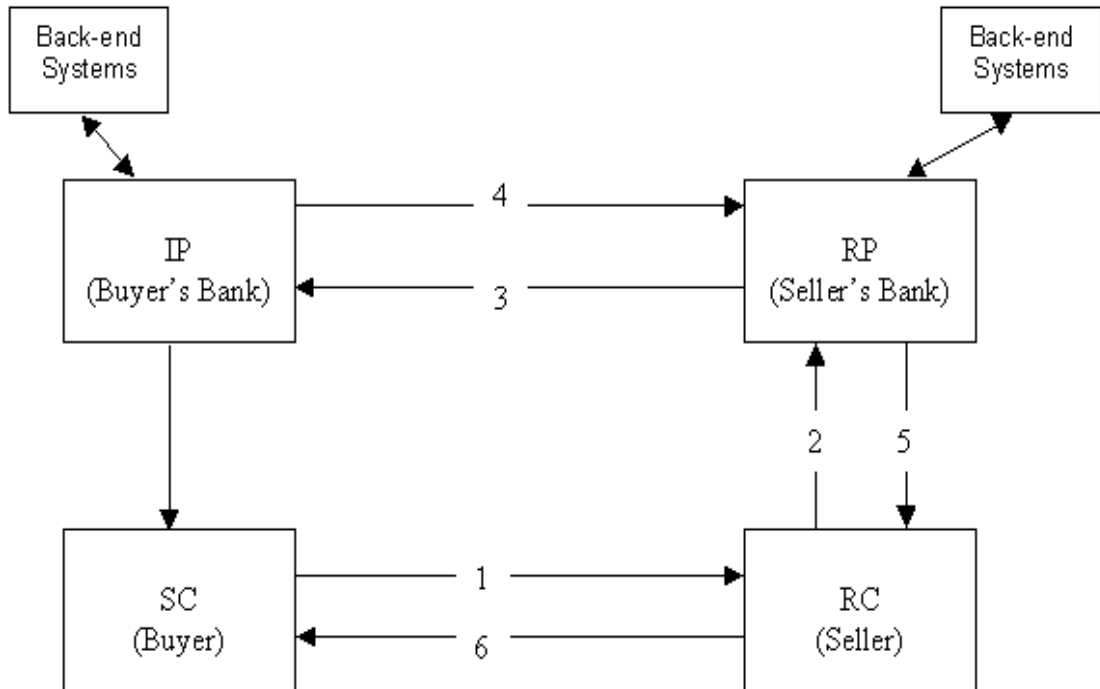 Back-end
Systems
Back-end
Systems
4
IP
(Buyer’s Bank)
RP
(Seller’s Bank)
3
2
5
1
SC
(Buyer)
RC
(Seller)
6